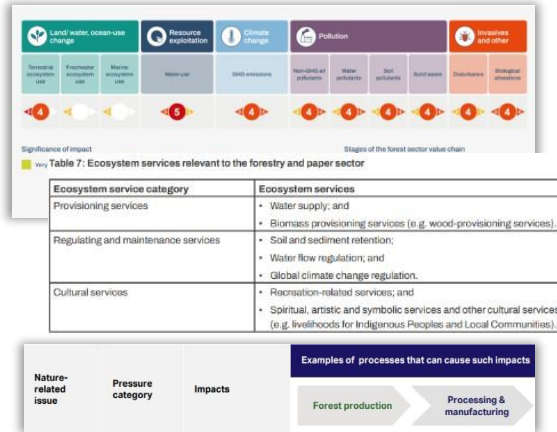 Land/ water, ocean-use change
Resource exploitation
Climate change
Pollution
Invasives and other
Terrestrial ecosystem use
Freshwater ecosystem use
Marine ecosystem use
Water use
GHG emissions
Non-GHG air pollutants
Water pollutants
Soil pollutants
Solid waste
Disturbance
Biological alterations
4
5
4
4
4
4
4
4
4
Significance of impact
Stages of the forest sector value chain
Very
Table 7: Ecosystem services relevant to the forestry and paper sector
Ecosystem service category
Ecosystem services
Provisioning services
• Water supply; and
• Biomass provisioning services (e.g. wood-provisioning services).
Regulating and maintenance services
• Soil and sediment retention;
• Water flow regulation; and
• Global climate change regulation.
Cultural services
• Recreation-related services; and
• Spiritual, artistic and symbolic services and other cultural services
(e.g. livelihoods for Indigenous Peoples and Local Communities).
Nature-related issue
Pressure category
Impacts
Examples of processes that can cause such impacts
Forest production
Processing & manufacturing